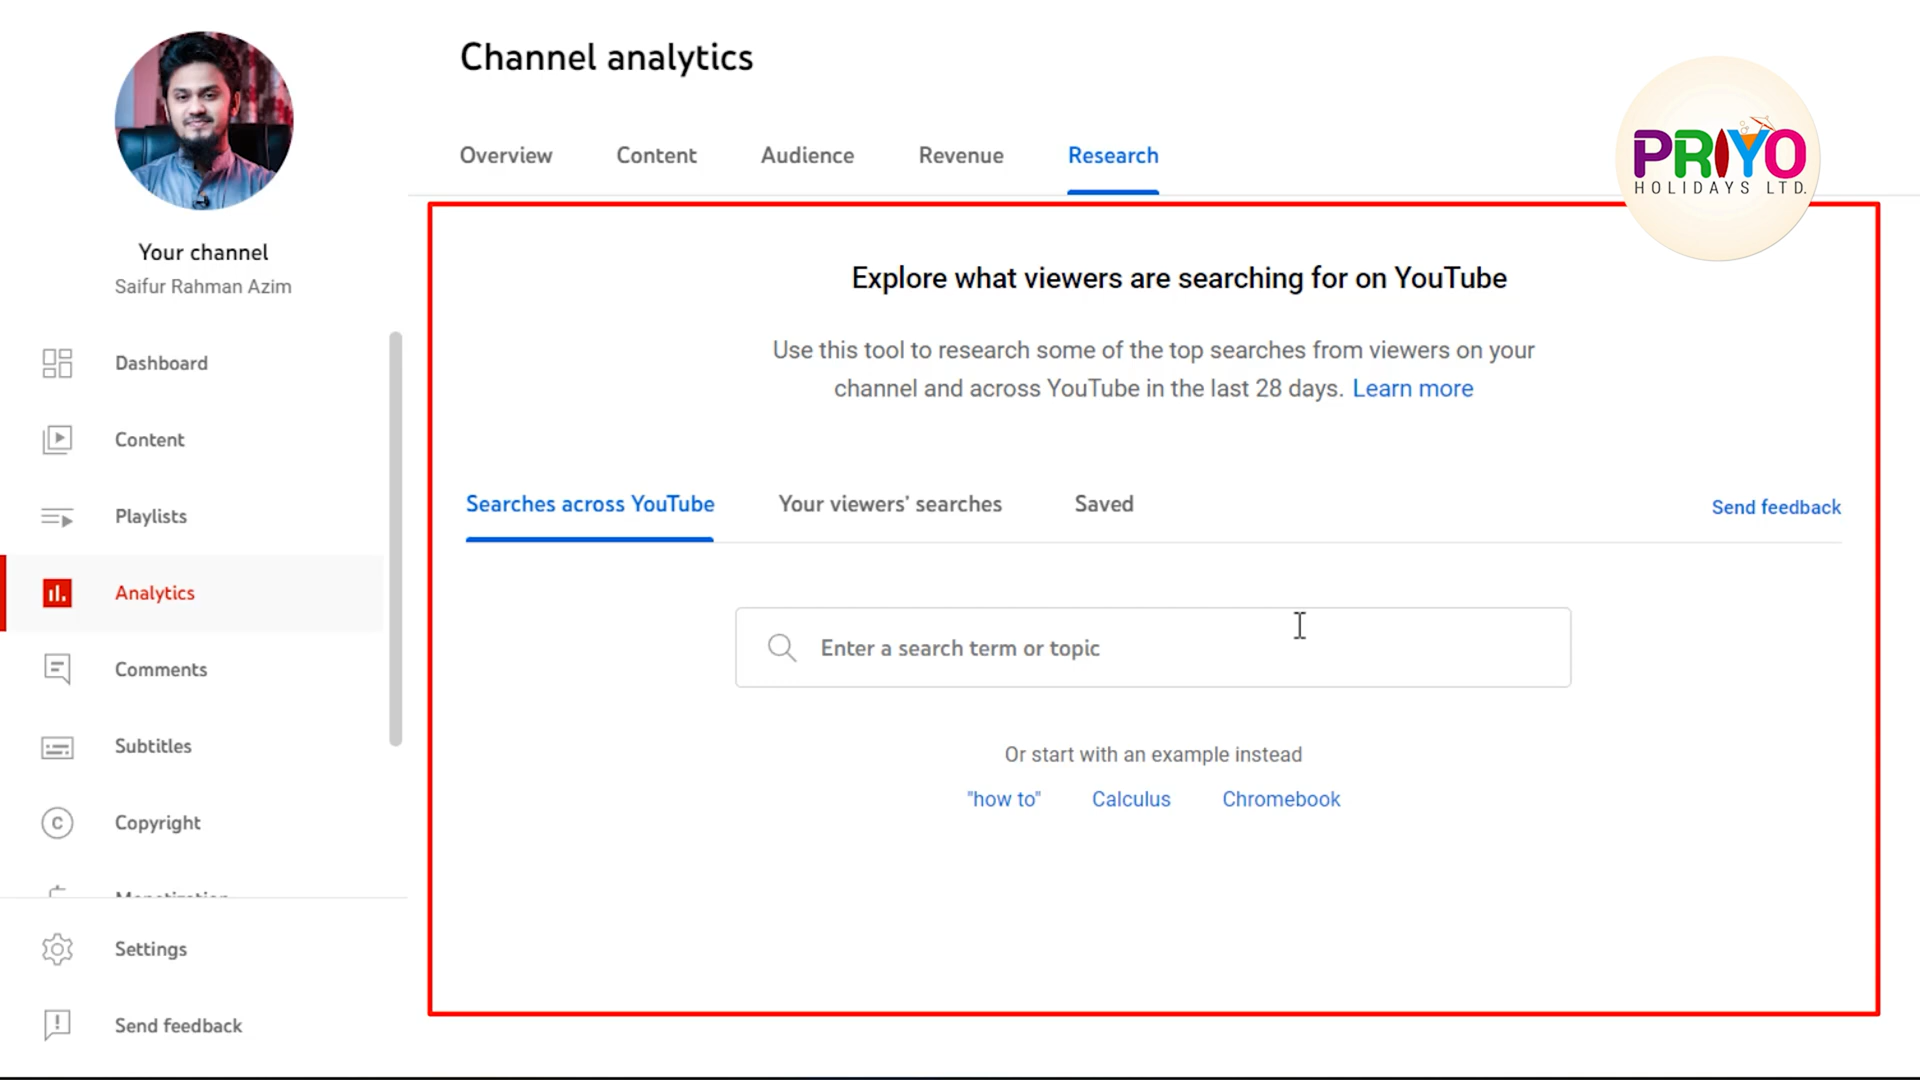 Channel analytics
Overview
Content
Audience
Revenue
Research
PRIYO
HOLIDAYS LTD.
Your channel
Saifur Rahman Azim
Dashboard
Content
Playlists
Analytics
Comments
Subtitles
Copyright
Settings
Send feedback
Explore what viewers are searching for on YouTube
Use this tool to research some of the top searches from viewers on your
channel and across YouTube in the last 28 days. Learn more
Searches across YouTube
Your viewers' searches
Saved
Send feedback
Enter a search term or topic
Or start with an example instead
"how to"
Calculus
Chromebook